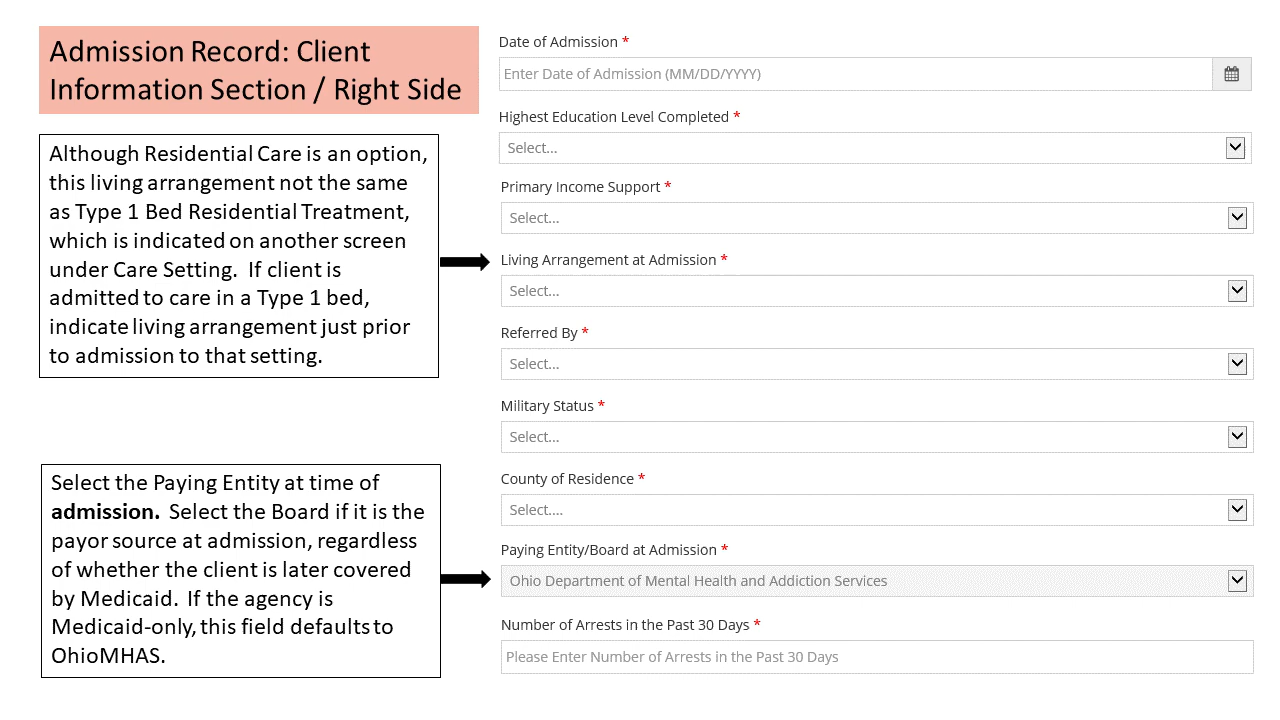 Admission Record: Client
Information Section / Right Side
Although Residential Care is an option,
this living arrangement not the same
as Type 1 Bed Residential Treatment,
which is indicated on another screen
under Care Setting.  If client is
admitted to care in a Type 1 bed,
indicate living arrangement just prior
to admission to that setting.
Select the Paying Entity at time of
admission.  Select the Board if it is the
payor source at admission, regardless
of whether the client is later covered
by Medicaid.  If the agency is
Medicaid-only, this field defaults to
OhioMHAS.
Date of Admission *
Enter Date of Admission (MM/DD/YYYY)
Highest Education Level Completed *
Select...
Primary Income Support *
Select...
Living Arrangement at Admission *
Select...
Referred By *
Select...
Military Status *
Select...
County of Residence *
Select....
Paying Entity/Board at Admission *
Ohio Department of Mental Health and Addiction Services
Number of Arrests in the Past 30 Days *
Please Enter Number of Arrests in the Past 30 Days